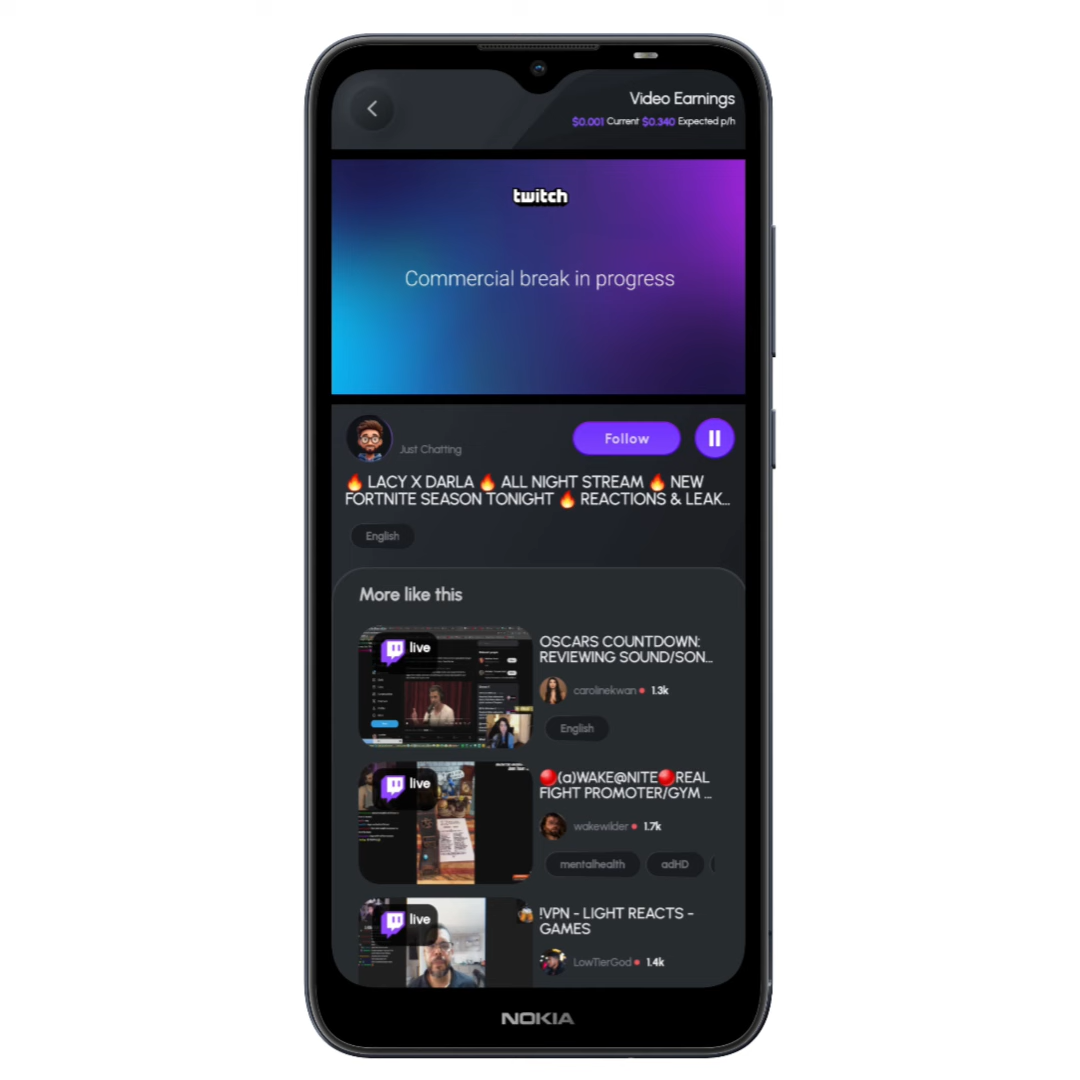 Video Earnings
$0.001 Current $0.340 Expected p/h
twitch
Commercial break in progress
Just Chatting
Follow
🔥 LACY X DARLA 🔥 ALL NIGHT STREAM 🔥 NEW
FORTNITE SEASON TONIGHT 🔥 REACTIONS & LEAK...
English
More like this
live
OSCARS COUNTDOWN:
REVIEWING SOUND/SON...
carolinekwan 1.3k
English
live
🔴(a)WAKE@NITE🔴REAL
FIGHT PROMOTER/GYM ...
wakewilder 1.7k
mentalhealth adHD
live
!VPN - LIGHT REACTS -
GAMES
LowTierGod 1.4k
NOKIA